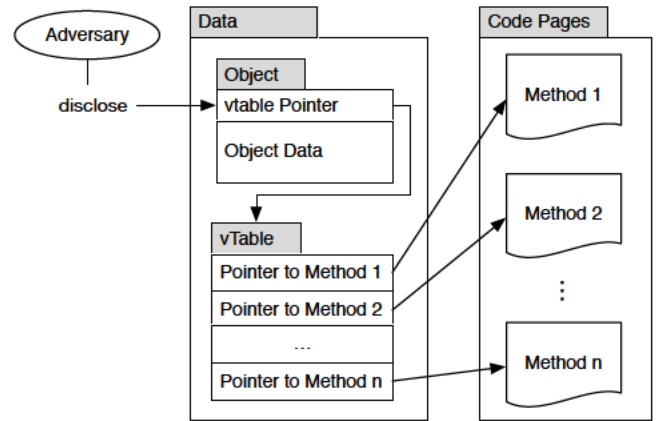 Adversary
disclose
Data
Object
vtable Pointer
Object Data
vTable
Pointer to Method 1
Pointer to Method 2
...
Pointer to Method n
Code Pages
Method 1
Method 2
⋮
Method n